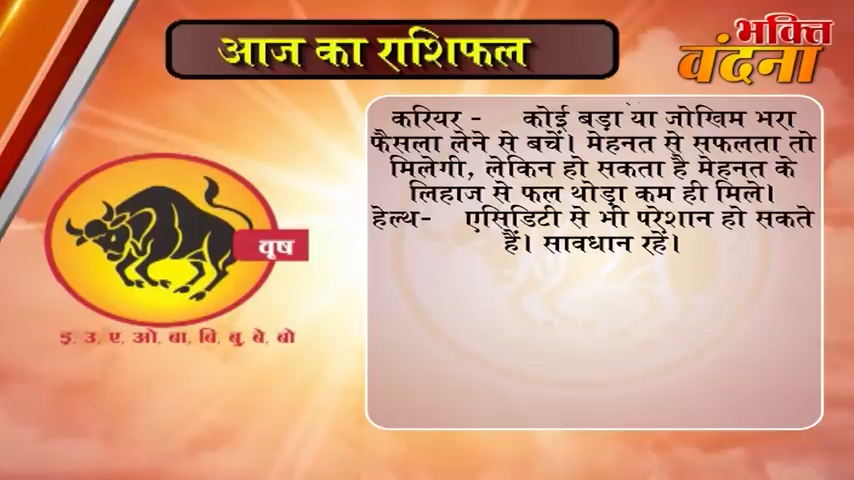 आज का राशिफल
भक्ति
वंदना
करियर - कोई बड़ा या जोखिम भरा
फैसला लेने से बचें। मेहनत से सफलता तो
मिलेगी, लेकिन हो सकता है मेहनत के
लिहाज से फल थोड़ा कम ही मिले।
हेल्थ- एसिडिटी से भी परेशान हो सकते
हैं। सावधान रहें।
वृष
इ, उ, ए, ओ, बा, बि, बु, बे, बो